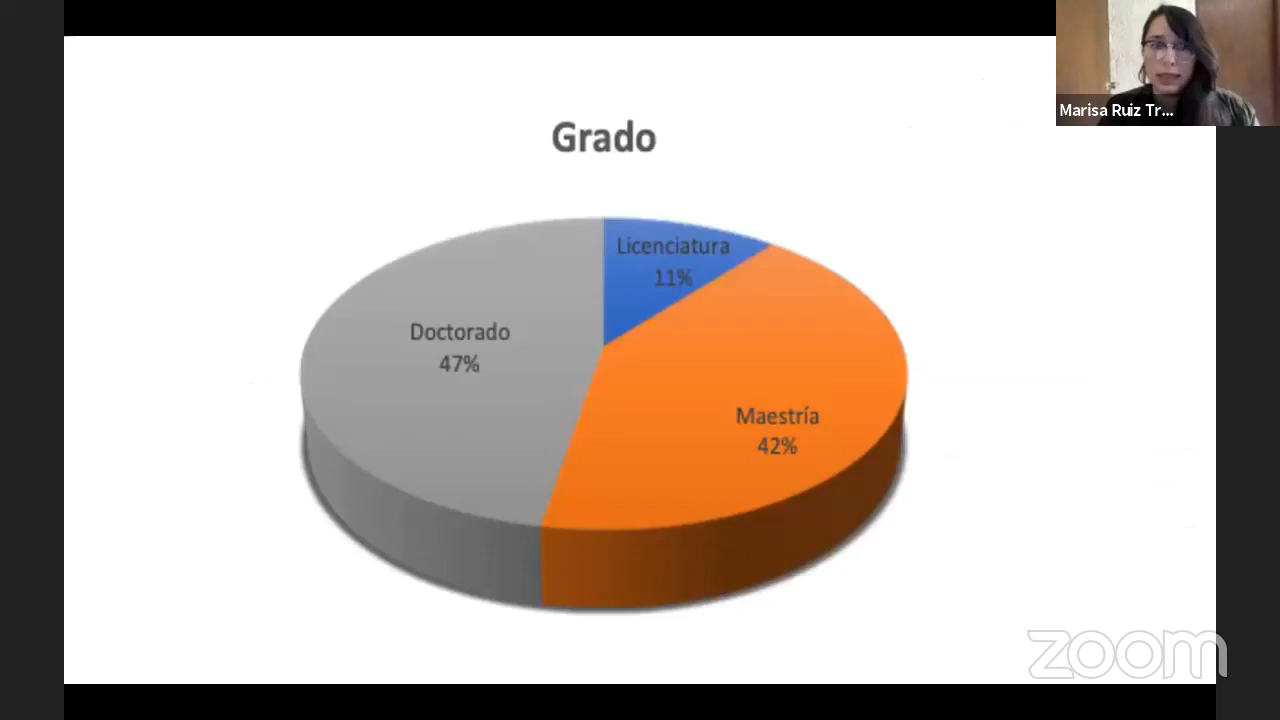 Marisa Ruiz Tr...
Grado
Licenciatura
11%
Doctorado
47%
Maestría
42%
zoom